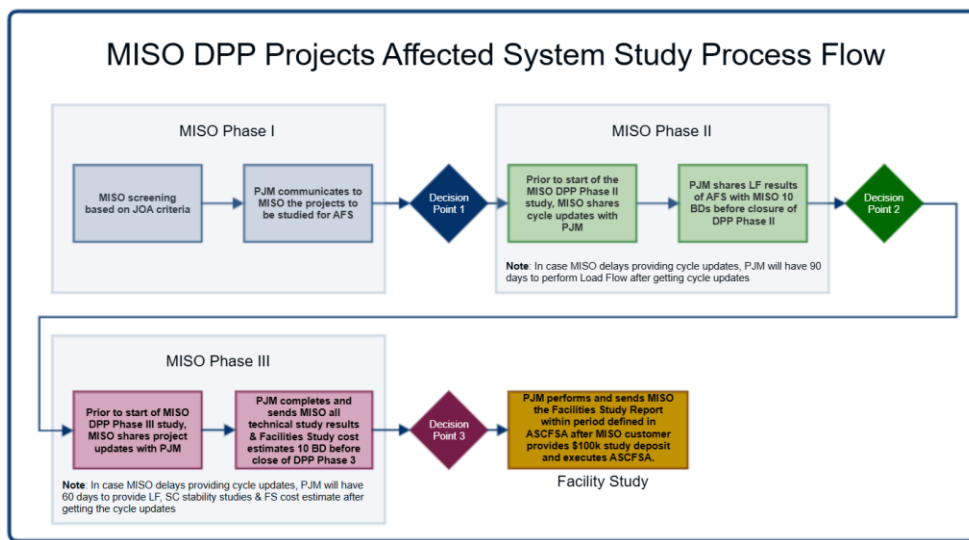 MISO DPP Projects Affected System Study Process Flow
MISO Phase I
MISO screening
based on JOA criteria
PJM communicates to
MISO the projects to
be studied for AFS
Decision
Point 1
MISO Phase II
Prior to start of the
MISO DPP Phase II
study, MISO shares
cycle updates with
PJM
PJM shares LF results
of AFS with MISO 10
BDs before closure of
DPP Phase II
Note: In case MISO delays providing cycle updates, PJM will have 90
days to perform Load Flow after getting cycle updates
Decision
Point 2
MISO Phase III
Prior to start of MISO
DPP Phase III study,
MISO shares project
updates with PJM
PJM completes and
sends MISO all
technical study results
& Facilities Study cost
estimates 10 BD before
close of DPP Phase 3
Note: In case MISO delays providing cycle updates, PJM will have
60 days to provide LF, SC stability studies & FS cost estimate after
getting the cycle updates
Decision
Point 3
PJM performs and sends MISO
the Facilities Study Report
within period defined in
ASCFSA after MISO customer
provides $100k study deposit
and executes ASCFSA.
Facility Study